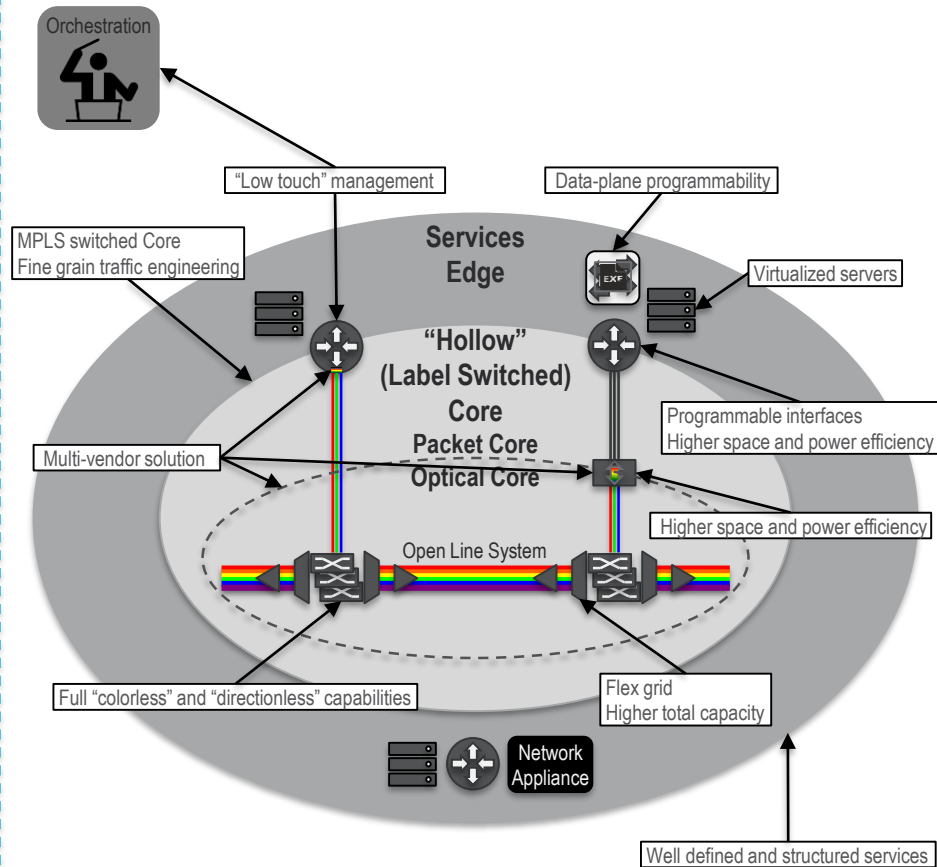 Orchestration
“Low touch” management
Data-plane programmability
MPLS switched Core
Fine grain traffic engineering
Services
Edge
EXF
Virtualized servers
“Hollow”
(Label Switched)
Core
Packet Core
Optical Core
Programmable interfaces
Higher space and power efficiency
Multi-vendor solution
Higher space and power efficiency
Open Line System
Full “colorless” and “directionless” capabilities
Flex grid
Higher total capacity
Network
Appliance
Well defined and structured services